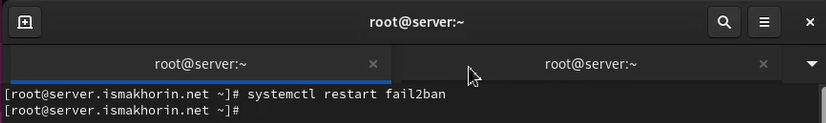 root@server:~
root@server:~
root@server:~
[root@server.ismakhorin.net ~]# systemctl restart fail2ban
[root@server.ismakhorin.net ~]#